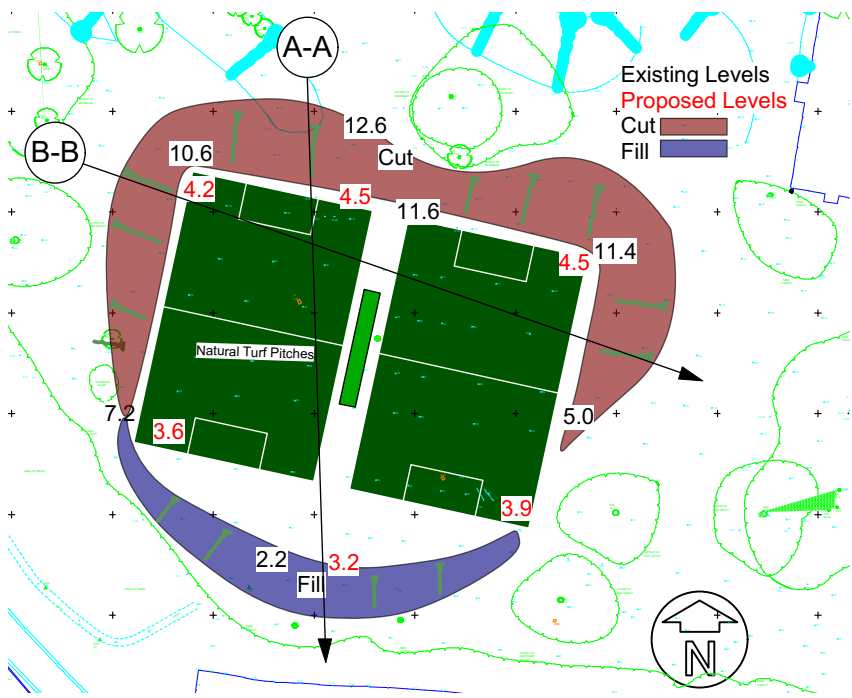 A-A
Existing Levels
Proposed Levels
Cut
Fill
12.6
B-B
10.6
Cut
4.2
4.5
11.6
11.4
4.5
Natural Turf Pitches
7.2
5.0
3.6
3.9
2.2
3.2
Fill
N